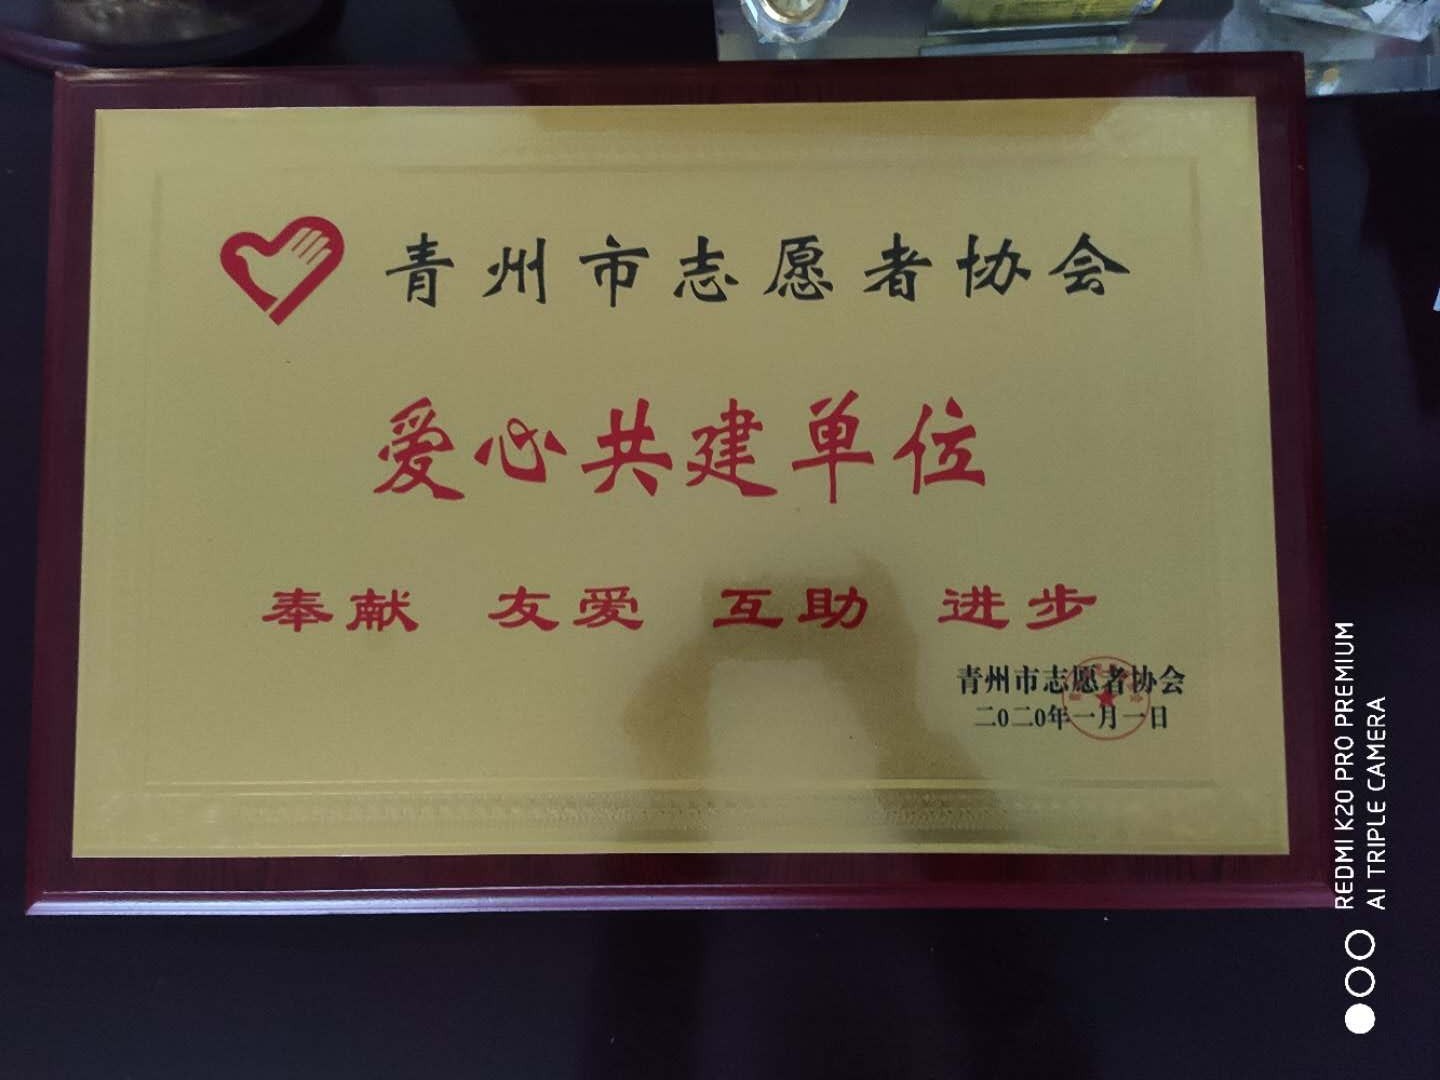 青州市志愿者协会
爱心共建单位
奉献 友爱 互助 进步
青州市志愿者协会
二0二0年一月一日
REDMI K20 PRO PREMIUM
AI TRIPLE CAMERA